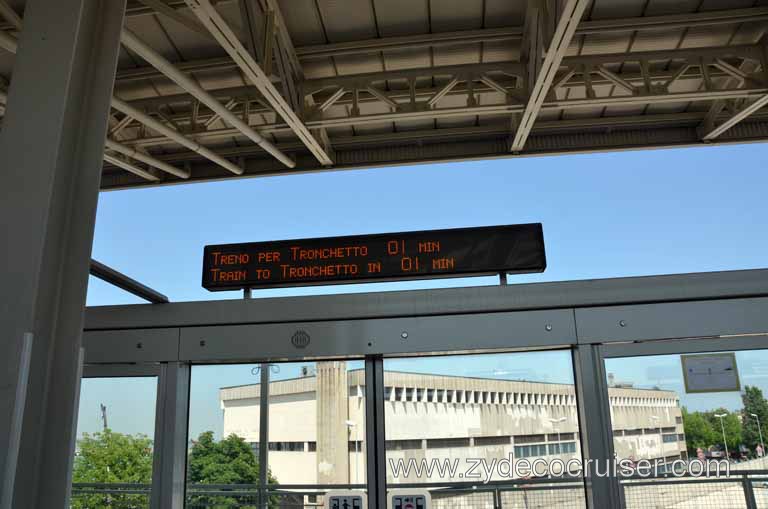 TRENO PER TRONCHETTO 01 MIN
TRAIN TO TRONCHETTO IN 01 MIN
www.zydecocruiser.com